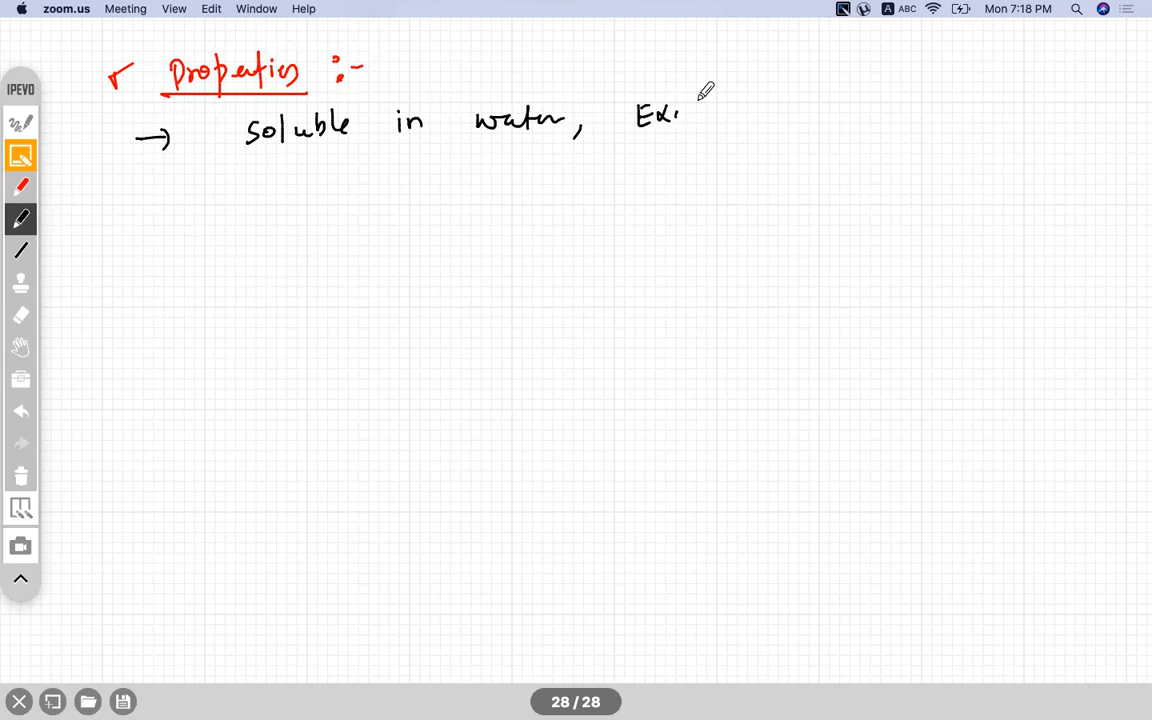 zoom.us Meeting View Edit Window Help A ABC Mon 7:18 PM
IPEVO
Properties :-
→ soluble in water, Ex.
28 / 28